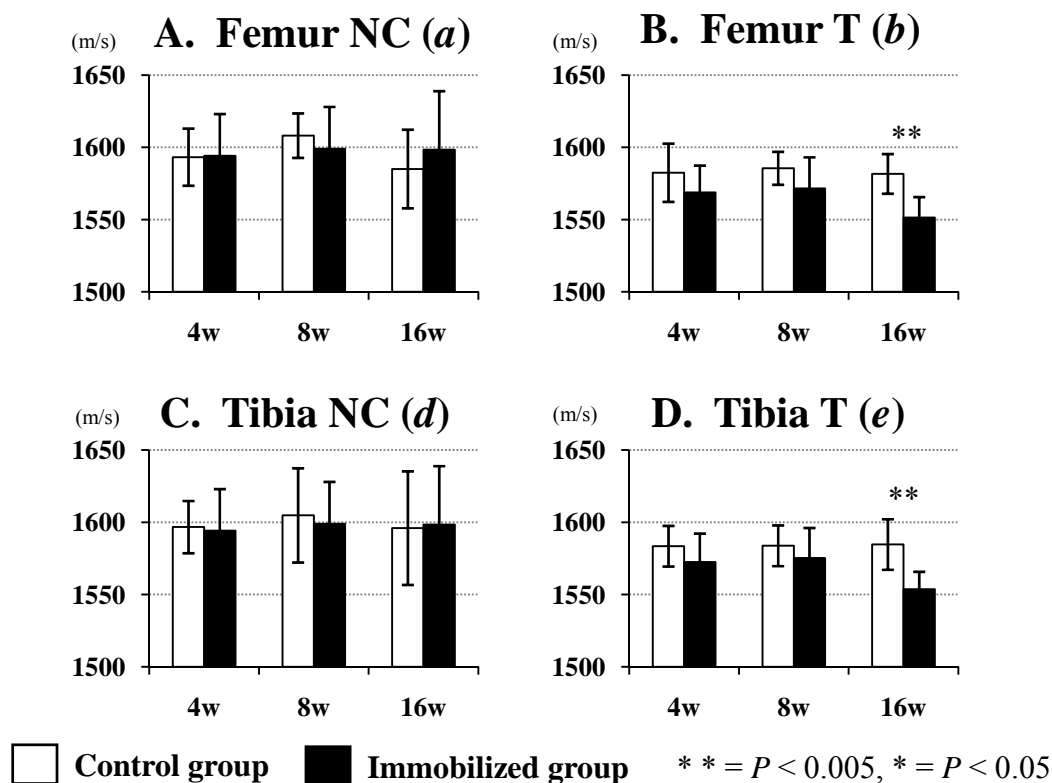 (m/s) A. Femur NC (a)
1650
1600
1550
1500
4w 8w 16w
(m/s) B. Femur T (b)
1650
**
1600
1550
1500
4w 8w 16w
(m/s) C. Tibia NC (d)
1650
1600
1550
1500
4w 8w 16w
(m/s) D. Tibia T (e)
1650
**
1600
1550
1500
4w 8w 16w
Control group Immobilized group * * = P < 0.005, * = P < 0.05